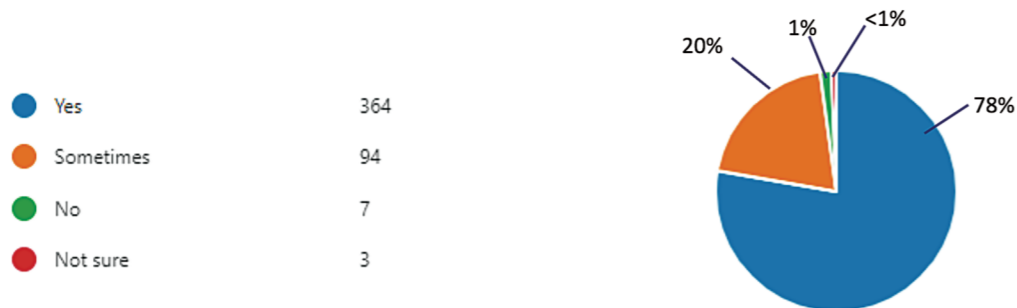 <1%
1%
20%
78%
Yes 364
Sometimes 94
No 7
Not sure 3